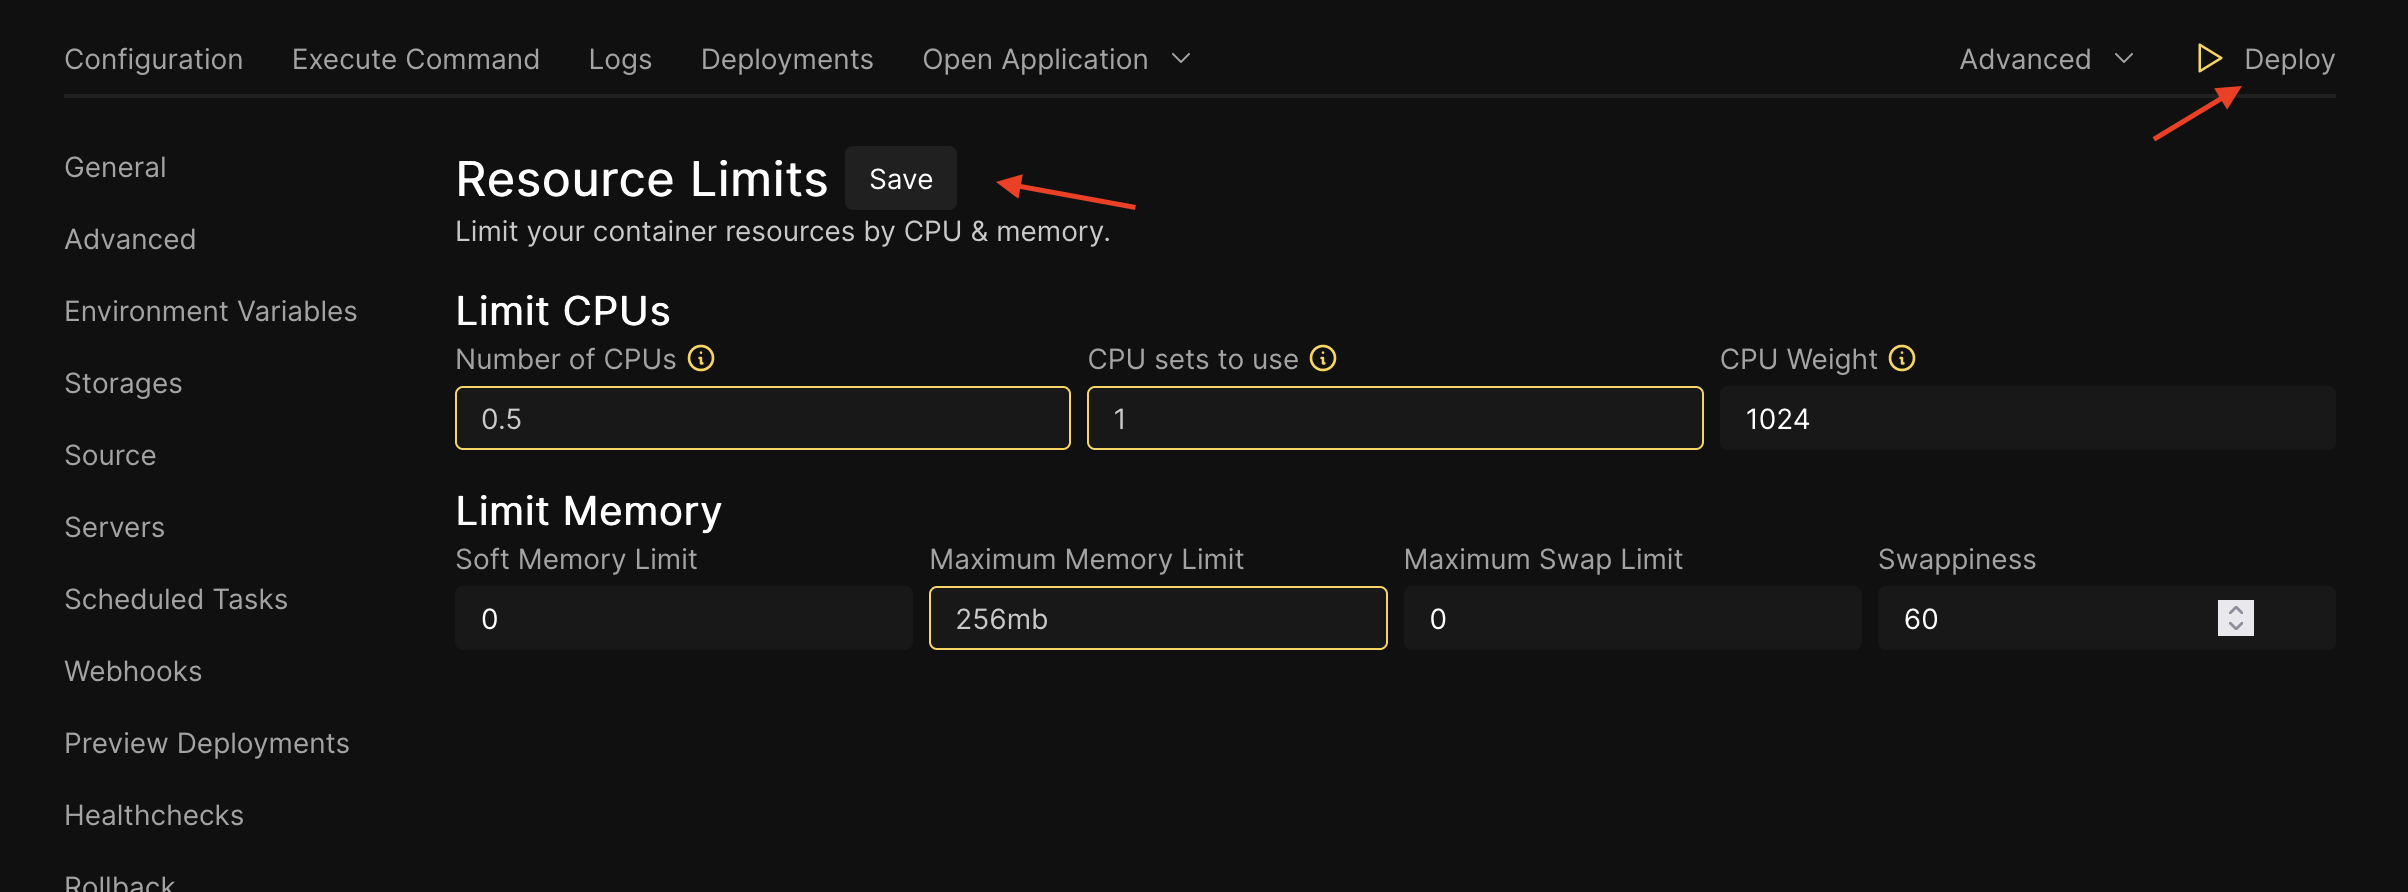 Configuration Execute Command Logs Deployments Open Application Advanced Deploy
General
Advanced
Environment Variables
Storages
Source
Servers
Scheduled Tasks
Webhooks
Preview Deployments
Healthchecks
Rollback
Resource Limits Save
Limit your container resources by CPU & memory.
Limit CPUs
Number of CPUs CPU sets to use CPU Weight
0.5 1 1024
Limit Memory
Soft Memory Limit Maximum Memory Limit Maximum Swap Limit Swappiness
0 256mb 0 60